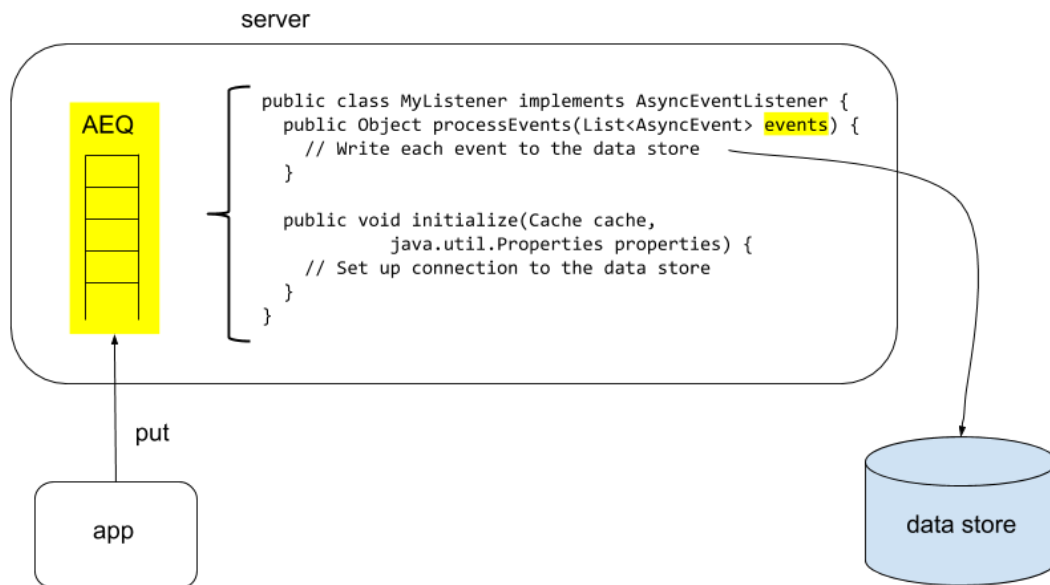 server
AEQ
public class MyListener implements AsyncEventListener {
  public Object processEvents(List<AsyncEvent> events) {
    // Write each event to the data store
  }
  public void initialize(Cache cache,
            java.util.Properties properties) {
    // Set up connection to the data store
  }
}
put
app
data store